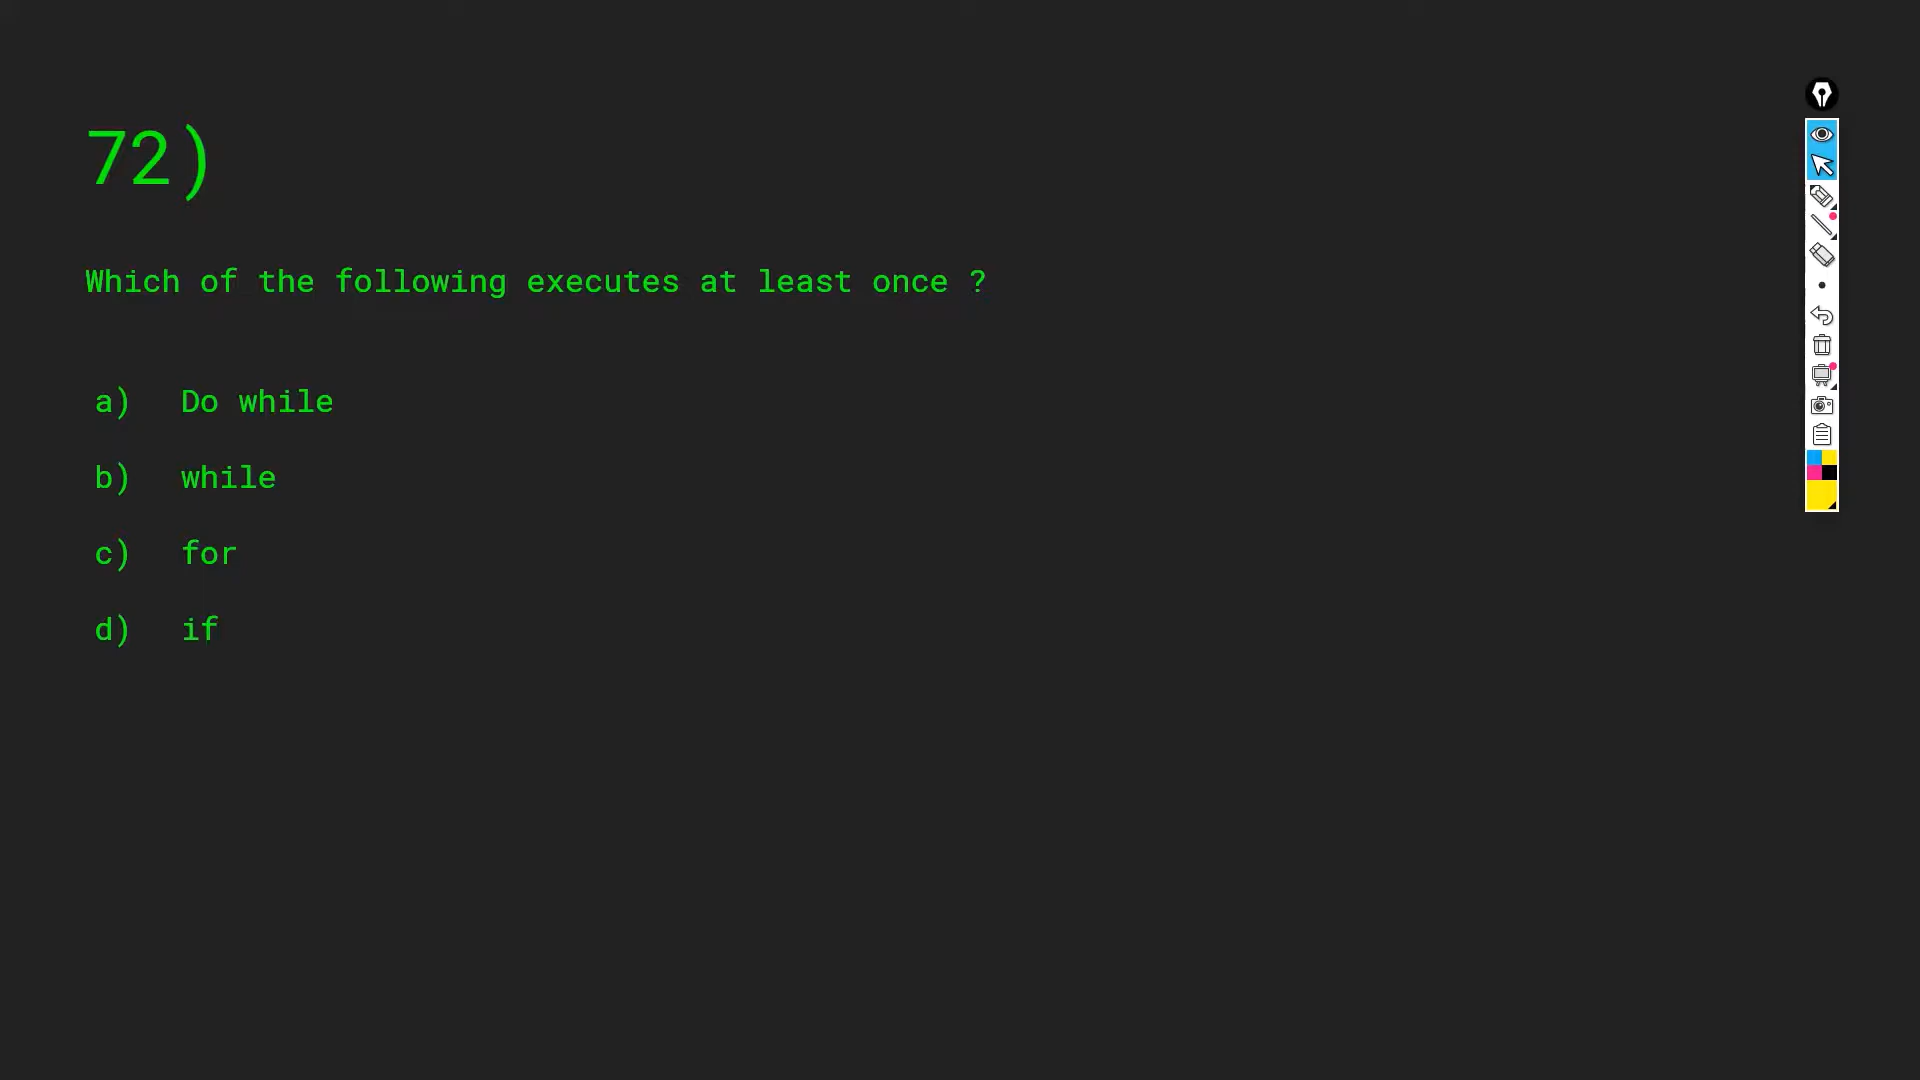 72)
Which of the following executes at least once ?
a) Do while
b) while
c) for
d) if